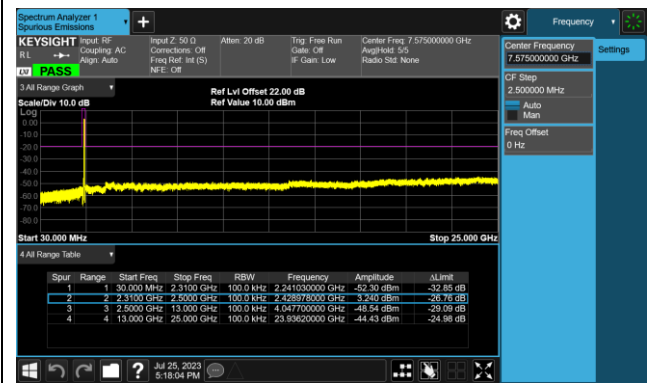 Spectrum Analyzer 1
Spurious Emissions
+
Frequency
KEYSIGHT
RL
LXI PASS
Input: RF
Coupling: AC
Align: Auto
Input Z: 50 Ω
Corrections: Off
Freq Ref: Int (S)
NFE: Off
Atten: 20 dB
Trig: Free Run
Gate: Off
IF Gain: Low
Center Freq: 7.575000000 GHz
Avg|Hold: 5/5
Radio Std: None
Center Frequency
7.575000000 GHz
Settings
CF Step
2.500000 MHz
Auto
Man
Freq Offset
0 Hz
3 All Range Graph
Scale/Div 10.0 dB
Ref Lvl Offset 22.00 dB
Ref Value 10.00 dBm
Log
0.00
-10.0
-20.0
-30.0
-40.0
-50.0
-60.0
-70.0
-80.0
Start 30.000 MHz
Stop 25.000 GHz
4 All Range Table
Spur Range Start Freq Stop Freq RBW Frequency Amplitude ΔLimit
1 1 30.000 MHz 2.3100 GHz 100.0 kHz 2.241030000 GHz -52.30 dBm -32.85 dB
2 2 2.3100 GHz 2.5000 GHz 100.0 kHz 2.428978000 GHz 3.240 dBm -26.76 dB
3 3 2.5000 GHz 13.000 GHz 100.0 kHz 4.047700000 GHz -48.54 dBm -29.09 dB
4 4 13.000 GHz 25.000 GHz 100.0 kHz 23.93620000 GHz -44.43 dBm -24.98 dB
?
Jul 25, 2023
5:18:04 PM